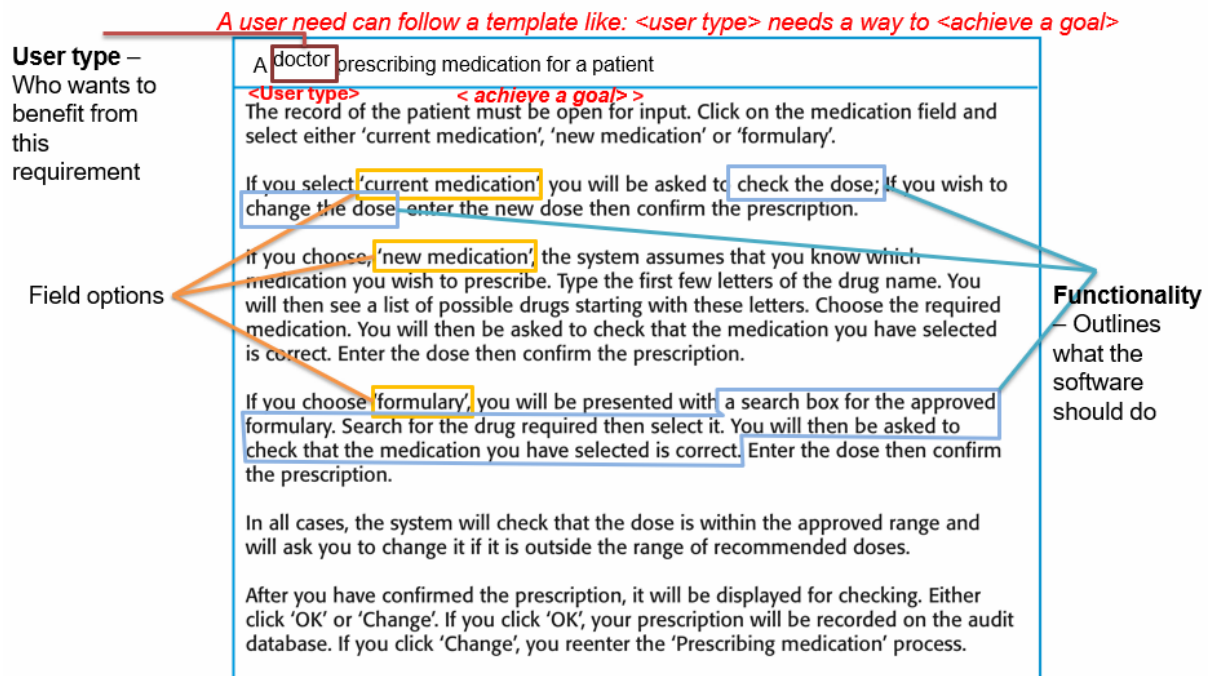 A user need can follow a template like: <user type> needs a way to <achieve a goal>
User type –
Who wants to
benefit from
this
requirement
A doctor prescribing medication for a patient
<User type>
< achieve a goal> >
The record of the patient must be open for input. Click on the medication field and
select either ‘current medication’, ‘new medication’ or ‘formulary’.
If you select ‘current medication’ you will be asked to check the dose; If you wish to
change the dose enter the new dose then confirm the prescription.
If you choose, ‘new medication’, the system assumes that you know which
medication you wish to prescribe. Type the first few letters of the drug name. You
will then see a list of possible drugs starting with these letters. Choose the required
medication. You will then be asked to check that the medication you have selected
is correct. Enter the dose then confirm the prescription.
If you choose ‘formulary’, you will be presented with a search box for the approved
formulary. Search for the drug required then select it. You will then be asked to
check that the medication you have selected is correct. Enter the dose then confirm
the prescription.
In all cases, the system will check that the dose is within the approved range and
will ask you to change it if it is outside the range of recommended doses.
After you have confirmed the prescription, it will be displayed for checking. Either
click ‘OK’ or ‘Change’. If you click ‘OK’, your prescription will be recorded on the audit
database. If you click ‘Change’, you reenter the ‘Prescribing medication’ process.
Field options
Functionality
– Outlines
what the
software
should do